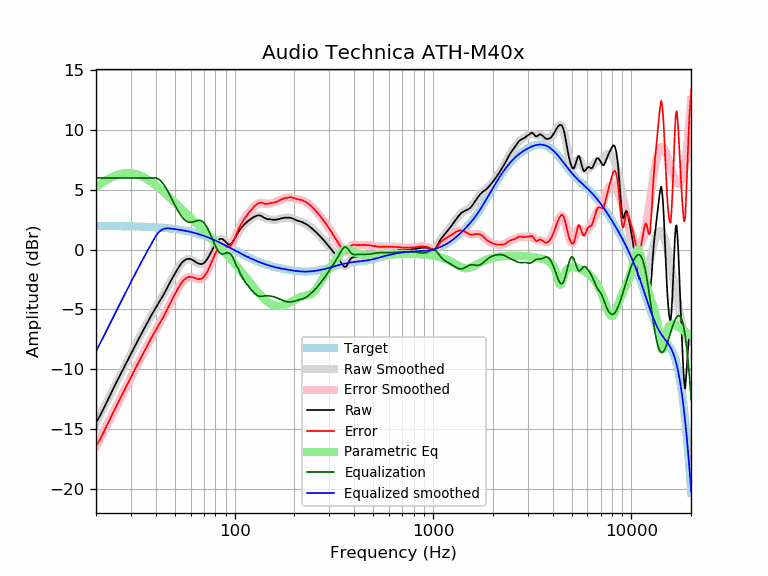 Audio Technica ATH-M40x
15
10
5
0
−5
−10
−15
−20
Amplitude (dBr)
Target
Raw Smoothed
Error Smoothed
Raw
Error
Parametric Eq
Equalization
Equalized smoothed
100 1000 10000
Frequency (Hz)